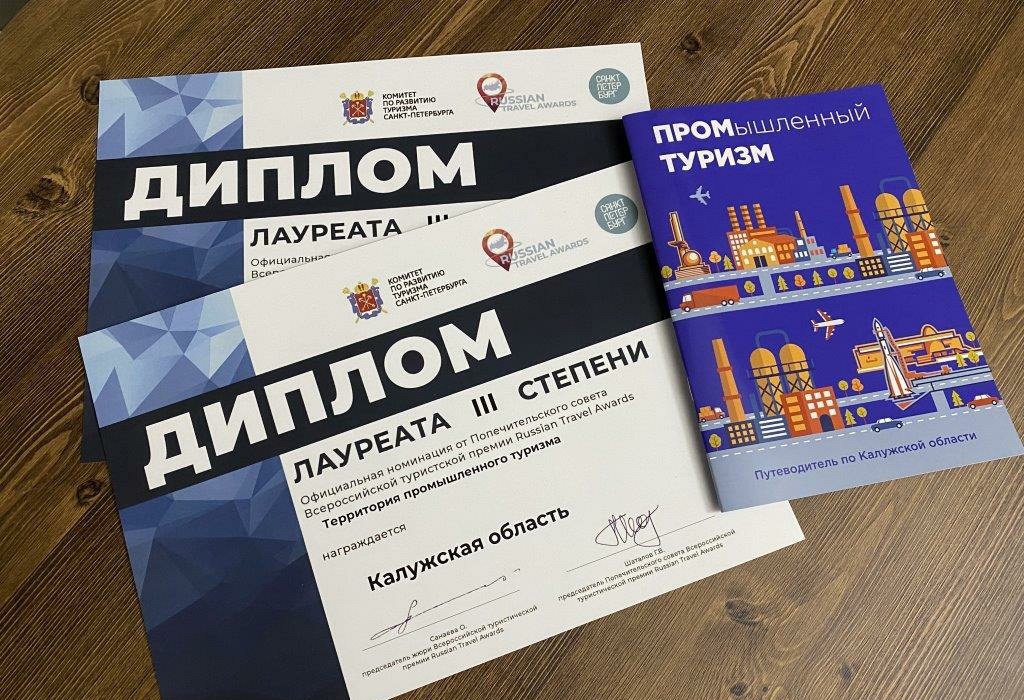 КОМИТЕТ
ПО РАЗВИТИЮ
ТУРИЗМА
САНКТ-ПЕТЕРБУРГА
RUSSIAN
TRAVEL AWARDS
САНКТ
ПЕТЕР
БУРГ
ДИПЛОМ
ЛАУРЕАТА III
Официальная
КОМИТЕТ
ПО РАЗВИТИЮ
ТУРИЗМА
САНКТ-ПЕТЕРБУРГА
RUSSIAN
TRAVEL AWARDS
САНКТ
ПЕТЕР
БУРГ
ДИПЛОМ
ЛАУРЕАТА III СТЕПЕНИ
Официальная номинация от Попечительского совета
Всероссийской туристской премии Russian Travel Awards
Территория промышленного туризма
награждается
Калужская область
Санаева О.
председатель жюри Всероссийской туристической
премии Russian Travel Awards
Шаталов Г.В.
председатель Попечительского совета Всероссийской
туристической премии Russian Travel Awards
ПРОМышленный
ТУРИЗМ
Путеводитель по Калужской области